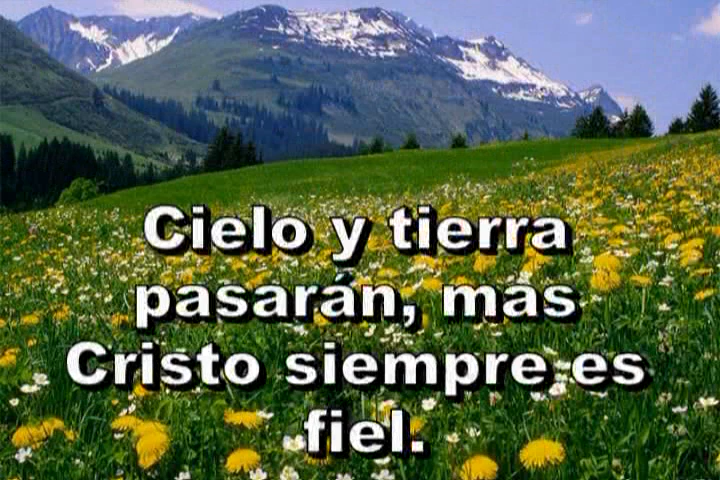 Cielo y tierra
pasarán, mas
Cristo siempre es
fiel.